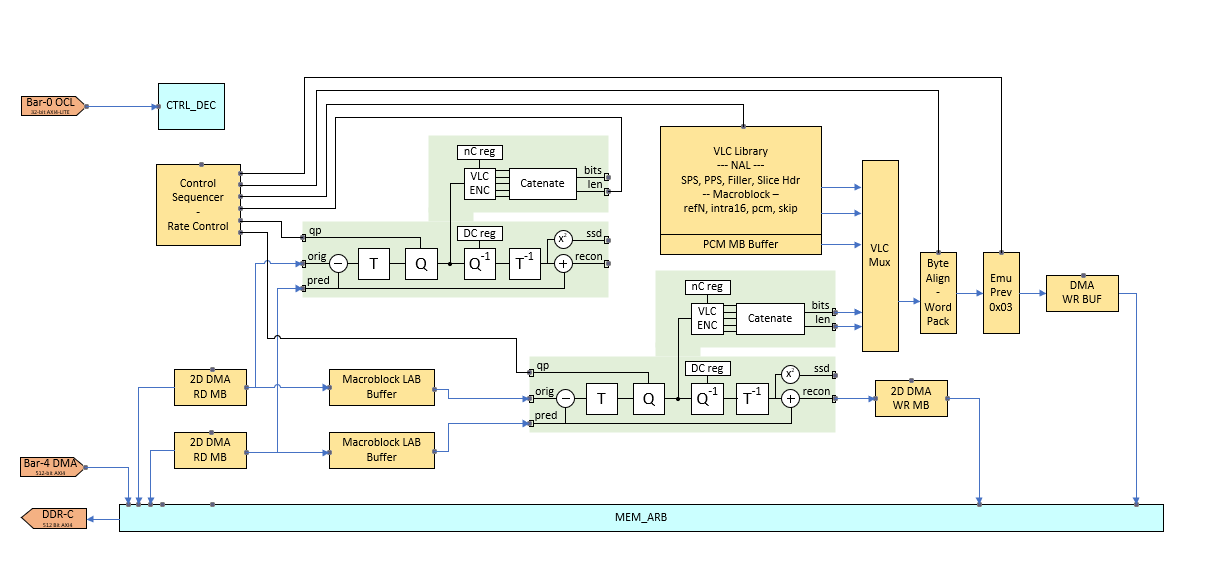 Bar-0 OCL
32-bit AXI4-LITE
CTRL_DEC
Control
Sequencer
-
Rate Control
nC reg
VLC
ENC
Catenate
bits
len
qp
orig
pred
−
T
Q
DC reg
Q-1
T-1
x²
+
ssd
recon
VLC Library
--- NAL ---
SPS, PPS, Filler, Slice Hdr
-- Macroblock –
refN, intra16, pcm, skip
PCM MB Buffer
VLC
Mux
Byte
Align
-
Word
Pack
Emu
Prev
0x03
DMA
WR BUF
nC reg
VLC
ENC
Catenate
bits
len
qp
orig
pred
−
T
Q
DC reg
Q-1
T-1
x²
+
ssd
recon
2D DMA
RD MB
Macroblock LAB
Buffer
2D DMA
WR MB
2D DMA
RD MB
Macroblock LAB
Buffer
Bar-4 DMA
512-bit AXI4
DDR-C
512 Bit AXI4
MEM_ARB